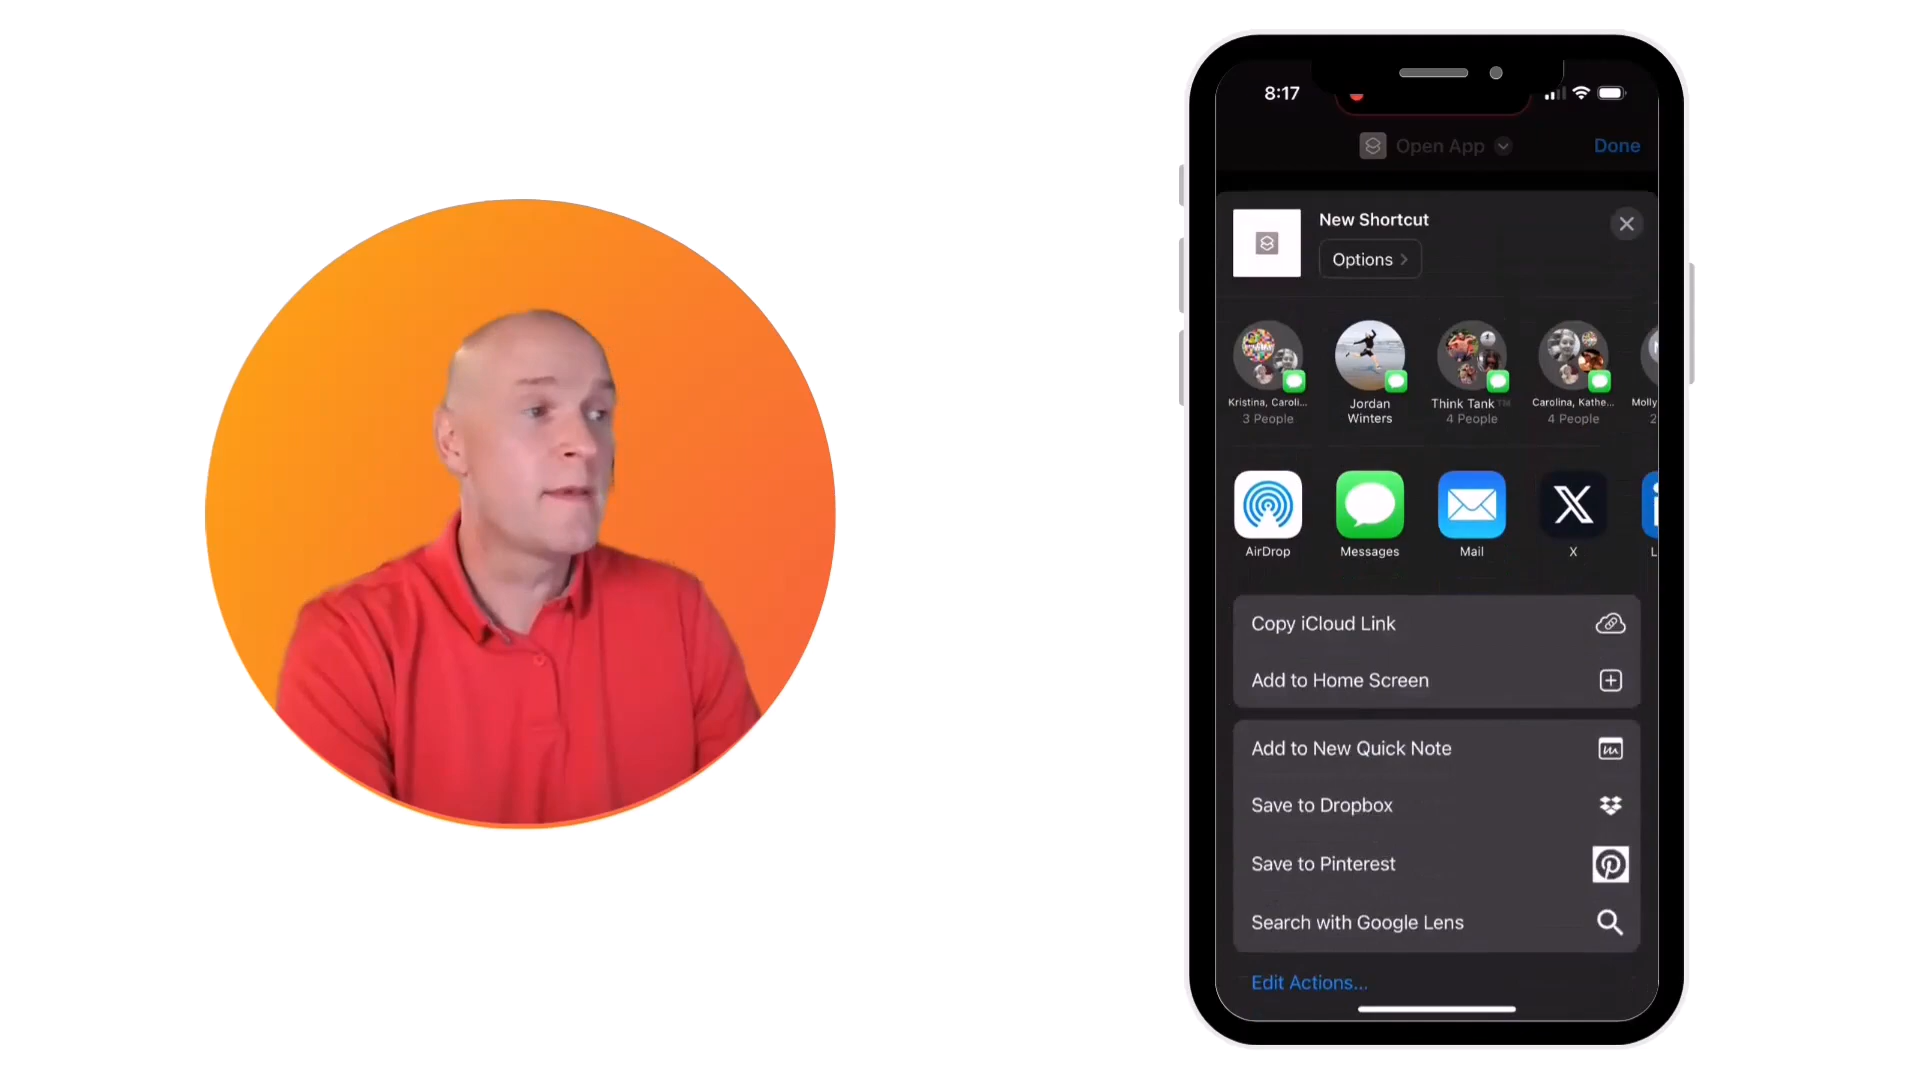 8:17
Open App
Done
New Shortcut
Options
Kristina, Caroli...
3 People
Jordan
Winters
Think Tank™
4 People
Carolina, Kathe...
4 People
Molly
2
AirDrop
Messages
Mail
X
L
Copy iCloud Link
Add to Home Screen
Add to New Quick Note
Save to Dropbox
Save to Pinterest
Search with Google Lens
Edit Actions...